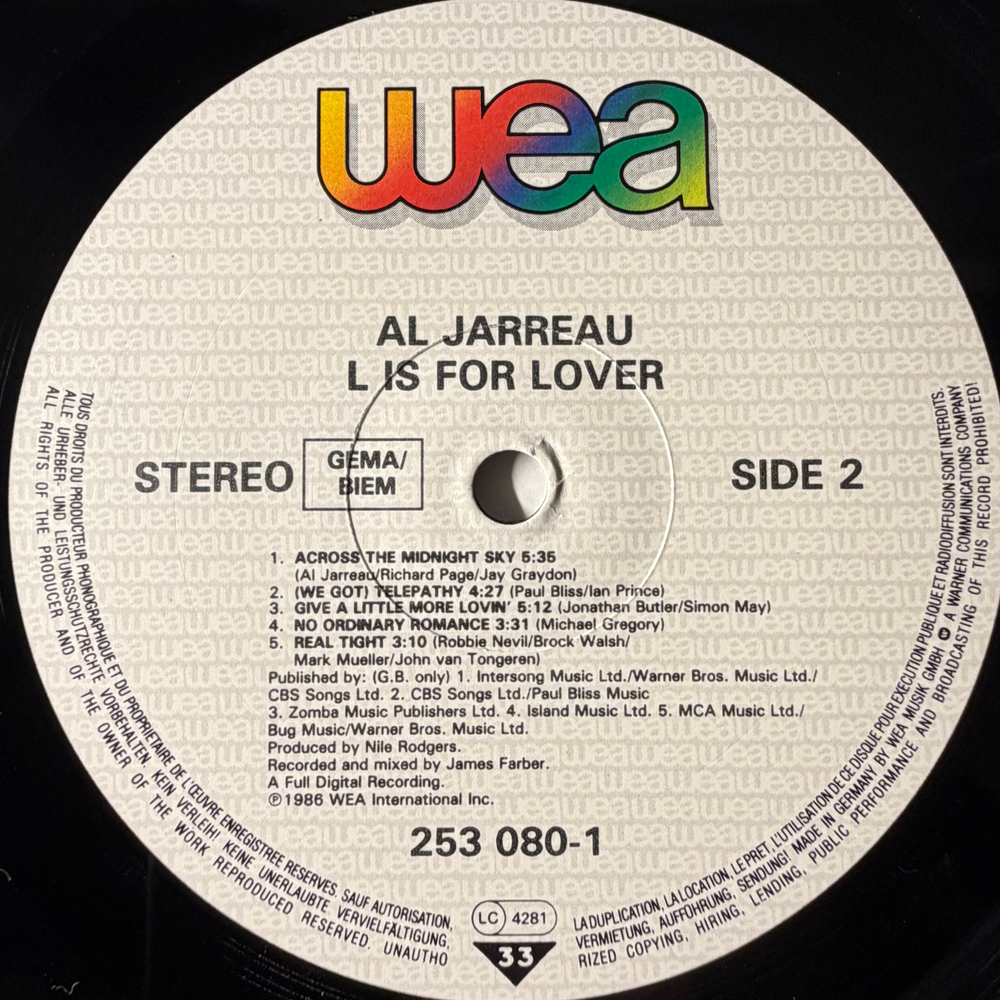 wea
AL JARREAU
L IS FOR LOVER
STEREO
GEMA/
BIEM
SIDE 2
1. ACROSS THE MIDNIGHT SKY 5:35
(Al Jarreau/Richard Page/Jay Graydon)
2. (WE GOT) TELEPATHY 4:27 (Paul Bliss/Ian Prince)
3. GIVE A LITTLE MORE LOVIN' 5:12 (Jonathan Butler/Simon May)
4. NO ORDINARY ROMANCE 3:31 (Michael Gregory)
5. REAL TIGHT 3:10 (Robbie Nevil/Brock Walsh/
Mark Mueller/John van Tongeren)
Published by: (G.B. only) 1. Intersong Music Ltd./Warner Bros. Music Ltd./
CBS Songs Ltd. 2. CBS Songs Ltd./Paul Bliss Music
3. Zomba Music Publishers Ltd. 4. Island Music Ltd. 5. MCA Music Ltd./
Bug Music/Warner Bros. Music Ltd.
Produced by Nile Rodgers.
Recorded and mixed by James Farber.
A Full Digital Recording.
℗ 1986 WEA International Inc.
253 080-1
LC 4281
33
TOUS DROITS DU PRODUCTEUR PHONOGRAPHIQUE ET DU PROPRIETAIRE DE L'ŒUVRE ENREGISTREE RESERVES. SAUF AUTORISATION,
LA DUPLICATION, LA LOCATION, LE PRET, L'UTILISATION DE CE DISQUE POUR EXECUTION PUBLIQUE ET RADIODIFFUSION SONT INTERDITS.
ALLE URHEBER- UND LEISTUNGSSCHUTZRECHTE VORBEHALTEN. KEIN VERLEIH! KEINE UNERLAUBTE VERVIELFÄLTIGUNG,
VERMIETUNG, AUFFÜHRUNG, SENDUNG! MADE IN GERMANY BY WEA MUSIK GMBH A WARNER COMMUNICATIONS COMPANY
ALL RIGHTS OF THE PRODUCER AND OF THE OWNER OF THE WORK REPRODUCED RESERVED. UNAUTHO
RIZED COPYING, HIRING, LENDING, PUBLIC PERFORMANCE AND BROADCASTING OF THIS RECORD PROHIBITED!